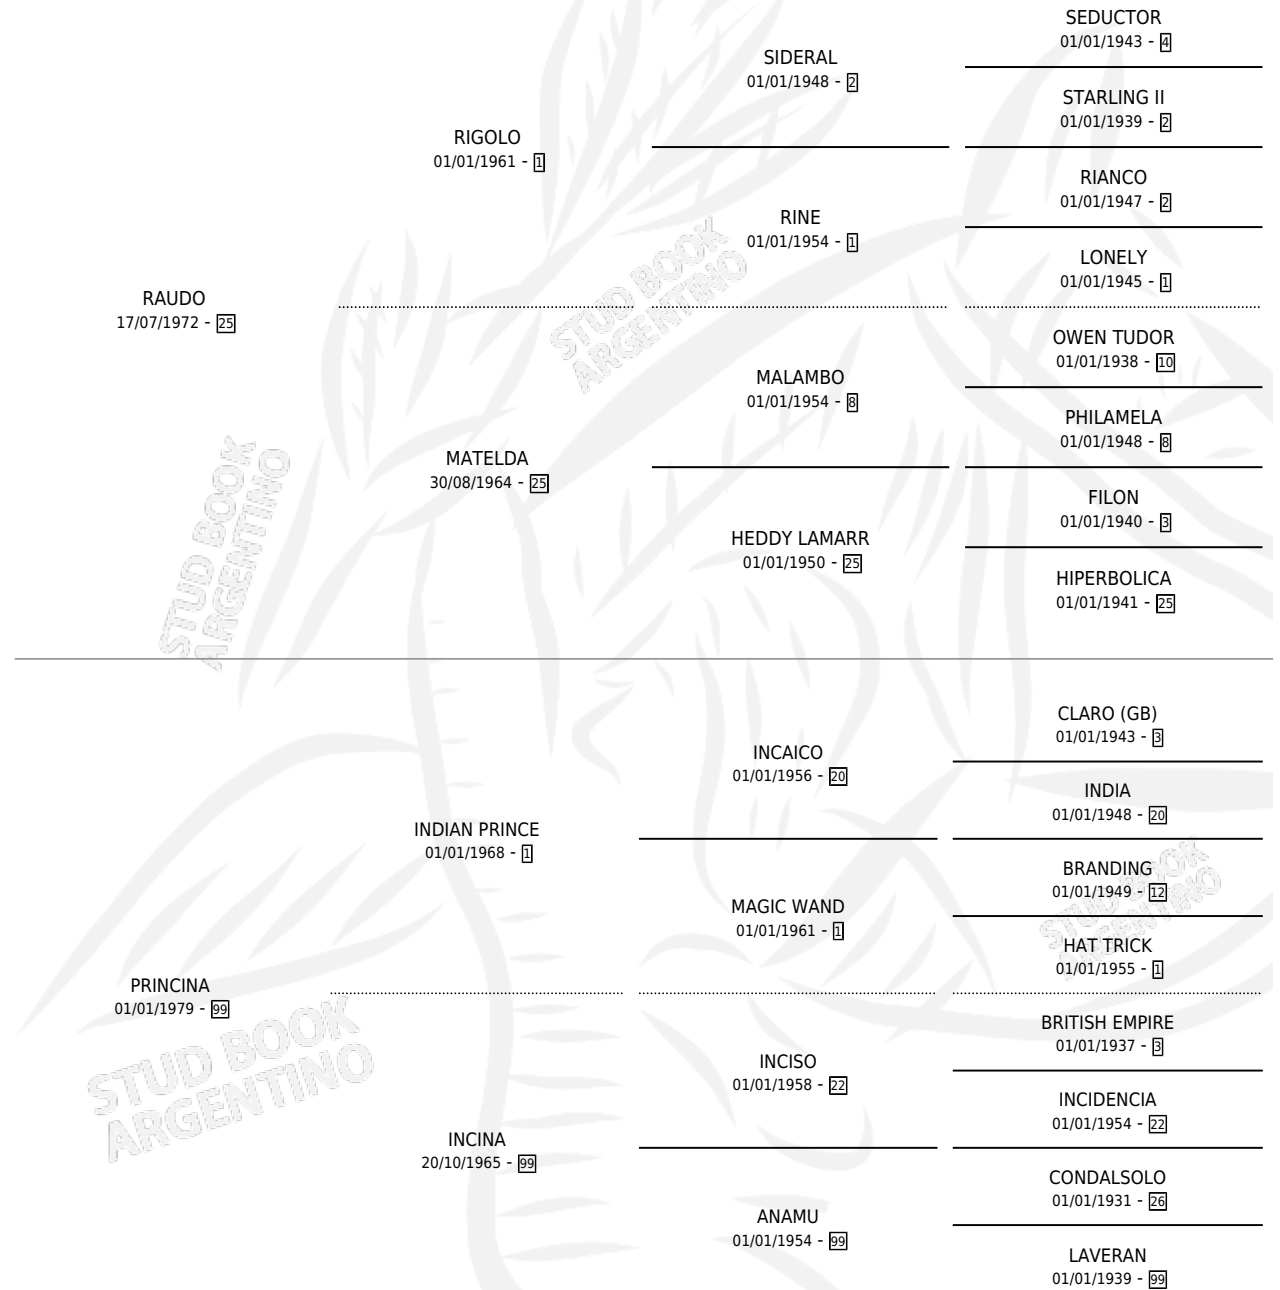 SEDUCTOR
01/01/1943 - 4
SIDERAL
01/01/1948 - 2
STARLING II
01/01/1939 - 2
RIGOLO
01/01/1961 - 1
RIANCO
01/01/1947 - 2
RINE
01/01/1954 - 1
LONELY
01/01/1945 - 1
RAUDO
17/07/1972 - 25
OWEN TUDOR
01/01/1938 - 10
MALAMBO
01/01/1954 - 8
PHILAMELA
01/01/1948 - 8
MATELDA
30/08/1964 - 25
FILON
01/01/1940 - 3
HEDDY LAMARR
01/01/1950 - 25
HIPERBOLICA
01/01/1941 - 25
STUD BOOK
ARGENTINO
STUD BOOK
ARGENTINO
CLARO (GB)
01/01/1943 - 3
INCAICO
01/01/1956 - 20
INDIA
01/01/1948 - 20
INDIAN PRINCE
01/01/1968 - 1
BRANDING
01/01/1949 - 12
MAGIC WAND
01/01/1961 - 1
HAT TRICK
01/01/1955 - 1
PRINCINA
01/01/1979 - 99
BRITISH EMPIRE
01/01/1937 - 3
INCISO
01/01/1958 - 22
INCIDENCIA
01/01/1954 - 22
INCINA
20/10/1965 - 99
CONDALSOLO
01/01/1931 - 26
ANAMU
01/01/1954 - 99
LAVERAN
01/01/1939 - 99
STUD BOOK
ARGENTINO
STUD BOOK
ARGENTINO